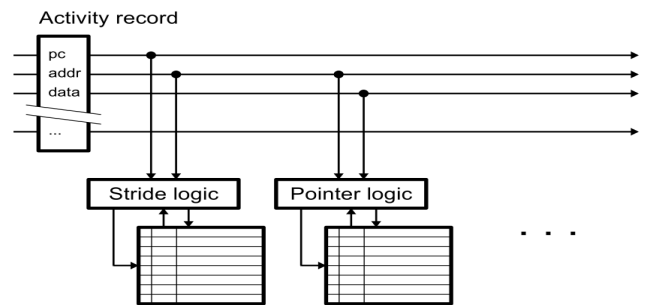 Activity record
pc
addr
data
...
Stride logic
Pointer logic
. . .